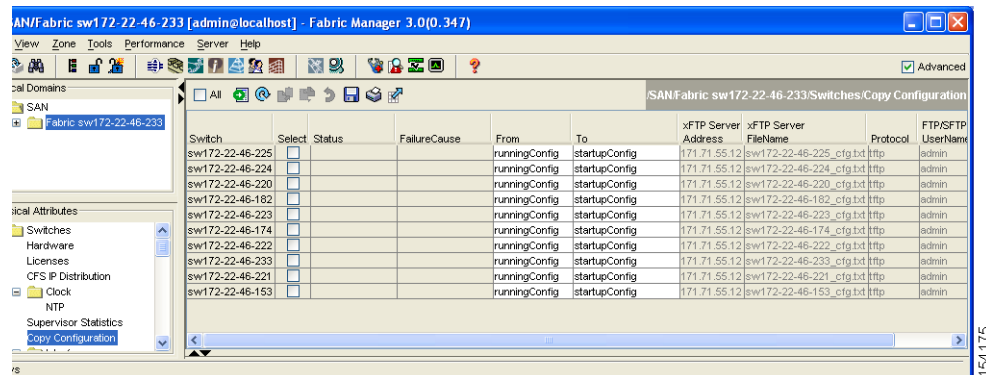 AN/Fabric sw172-22-46-233 [admin@localhost] - Fabric Manager 3.0(0.347)
View Zone Tools Performance Server Help
Advanced
cal Domains
SAN
Fabric sw172-22-46-233
All
/SAN/Fabric sw172-22-46-233/Switches/Copy Configuration
Switch Select Status FailureCause From To xFTP Server Address xFTP Server FileName Protocol FTP/SFTP UserName
sw172-22-46-225 runningConfig startupConfig 171.71.55.12 sw172-22-46-225_cfg.txt tftp admin
sw172-22-46-224 runningConfig startupConfig 171.71.55.12 sw172-22-46-224_cfg.txt tftp admin
sw172-22-46-220 runningConfig startupConfig 171.71.55.12 sw172-22-46-220_cfg.txt tftp admin
sw172-22-46-182 runningConfig startupConfig 171.71.55.12 sw172-22-46-182_cfg.txt tftp admin
sw172-22-46-223 runningConfig startupConfig 171.71.55.12 sw172-22-46-223_cfg.txt tftp admin
sw172-22-46-174 runningConfig startupConfig 171.71.55.12 sw172-22-46-174_cfg.txt tftp admin
sw172-22-46-222 runningConfig startupConfig 171.71.55.12 sw172-22-46-222_cfg.txt tftp admin
sw172-22-46-233 runningConfig startupConfig 171.71.55.12 sw172-22-46-233_cfg.txt tftp admin
sw172-22-46-221 runningConfig startupConfig 171.71.55.12 sw172-22-46-221_cfg.txt tftp admin
sw172-22-46-153 runningConfig startupConfig 171.71.55.12 sw172-22-46-153_cfg.txt tftp admin
sical Attributes
Switches
Hardware
Licenses
CFS IP Distribution
Clock
NTP
Supervisor Statistics
Copy Configuration
ys
154175